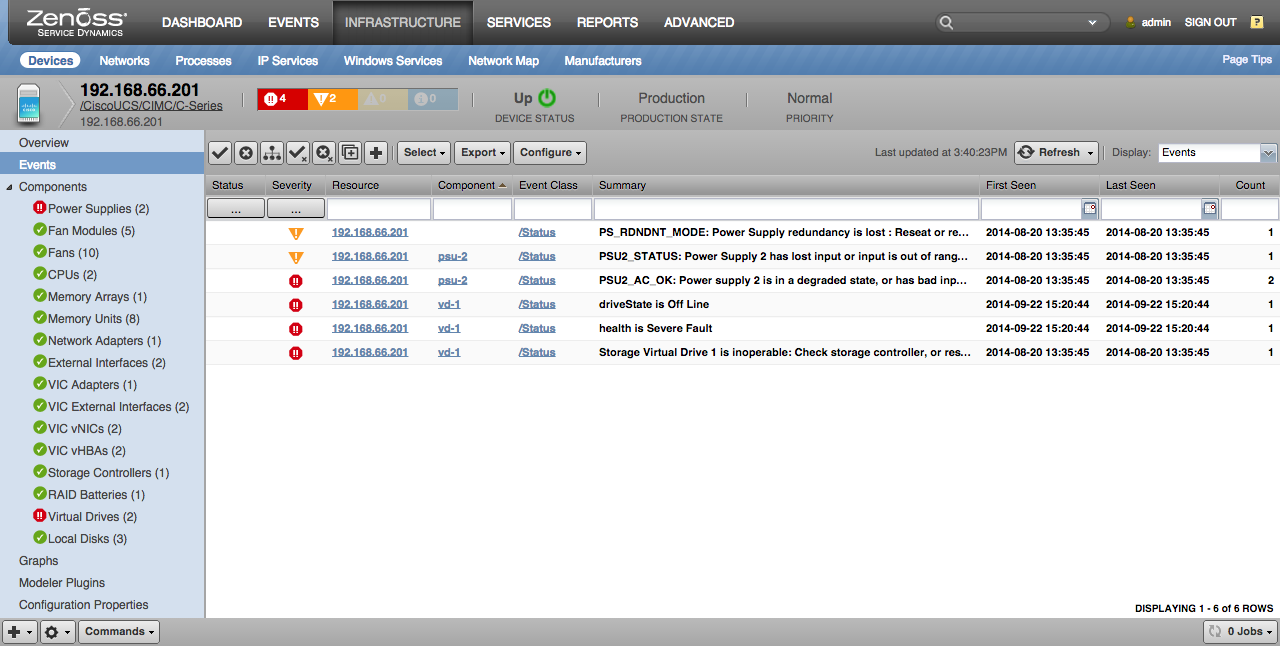 Zenoss DASHBOARD EVENTS INFRASTRUCTURE SERVICES REPORTS ADVANCED admin SIGN OUT ?
SERVICE DYNAMICS
Devices Networks Processes IP Services Windows Services Network Map Manufacturers Page Tips
192.168.66.201
/CiscoUCS/CIMC/C-Series
192.168.66.201
4 2 0 0
Up Production Normal
DEVICE STATUS PRODUCTION STATE PRIORITY
Overview
Events
Components
Power Supplies (2)
Fan Modules (5)
Fans (10)
CPUs (2)
Memory Arrays (1)
Memory Units (8)
Network Adapters (1)
External Interfaces (2)
VIC Adapters (1)
VIC External Interfaces (2)
VIC vNICs (2)
VIC vHBAs (2)
Storage Controllers (1)
RAID Batteries (1)
Virtual Drives (2)
Local Disks (3)
Graphs
Modeler Plugins
Configuration Properties
Select Export Configure Last updated at 3:40:23PM Refresh Display: Events
Status Severity Resource Component Event Class Summary First Seen Last Seen Count
... ...
192.168.66.201 /Status PS_RDNDNT_MODE: Power Supply redundancy is lost : Reseat or re... 2014-08-20 13:35:45 2014-08-20 13:35:45 1
192.168.66.201 psu-2 /Status PSU2_STATUS: Power Supply 2 has lost input or input is out of rang... 2014-08-20 13:35:45 2014-08-20 13:35:45 1
192.168.66.201 psu-2 /Status PSU2_AC_OK: Power supply 2 is in a degraded state, or has bad inp... 2014-08-20 13:35:45 2014-08-20 13:35:45 2
192.168.66.201 vd-1 /Status driveState is Off Line 2014-09-22 15:20:44 2014-09-22 15:20:44 1
192.168.66.201 vd-1 /Status health is Severe Fault 2014-09-22 15:20:44 2014-09-22 15:20:44 1
192.168.66.201 vd-1 /Status Storage Virtual Drive 1 is inoperable: Check storage controller, or res... 2014-08-20 13:35:45 2014-08-20 13:35:45 1
DISPLAYING 1 - 6 of 6 ROWS
Commands 0 Jobs